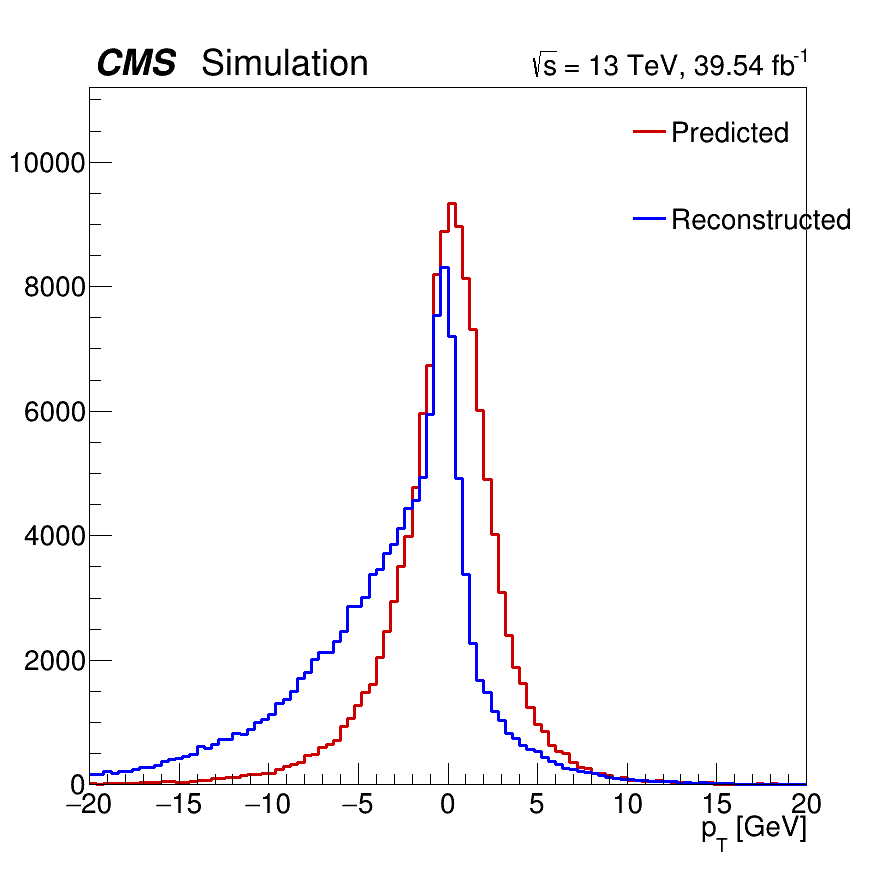 CMS Simulation
√s = 13 TeV, 39.54 fb⁻¹
Predicted
Reconstructed
10000
8000
6000
4000
2000
0
−20 −15 −10 −5 0 5 10 15 20
p_T [GeV]